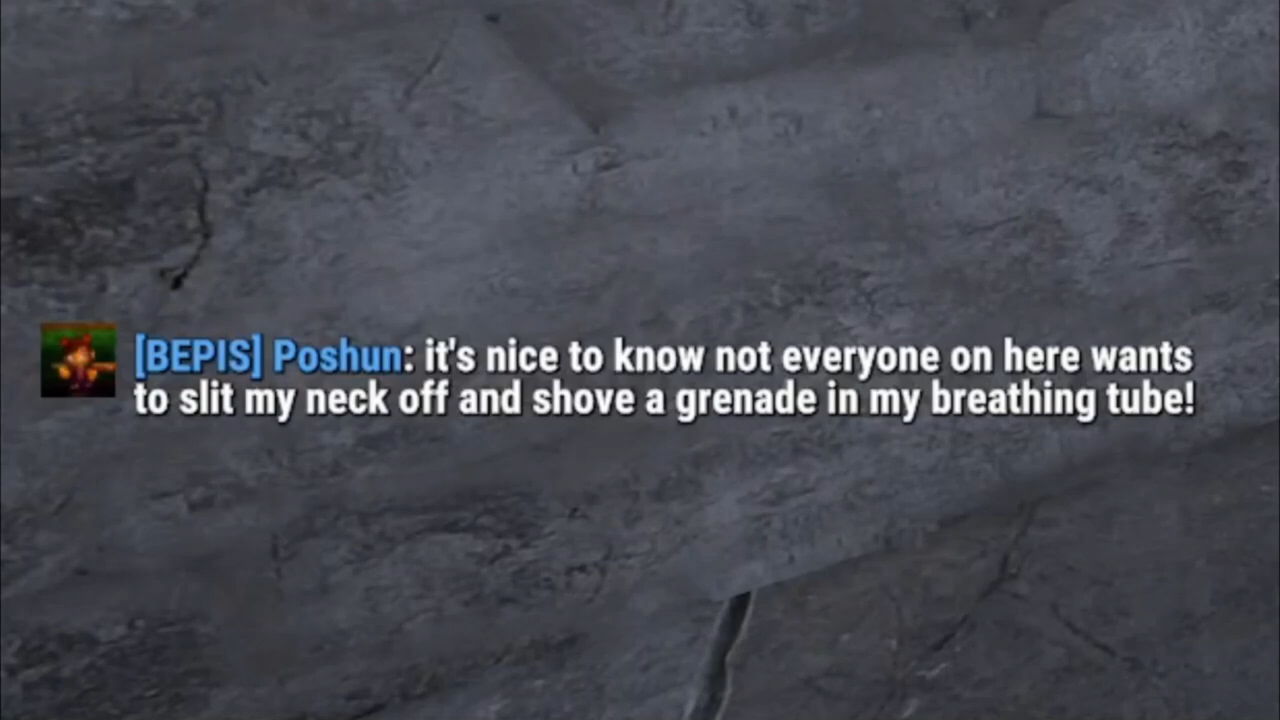 [BEPIS] Poshun: it's nice to know not everyone on here wants
to slit my neck off and shove a grenade in my breathing tube!